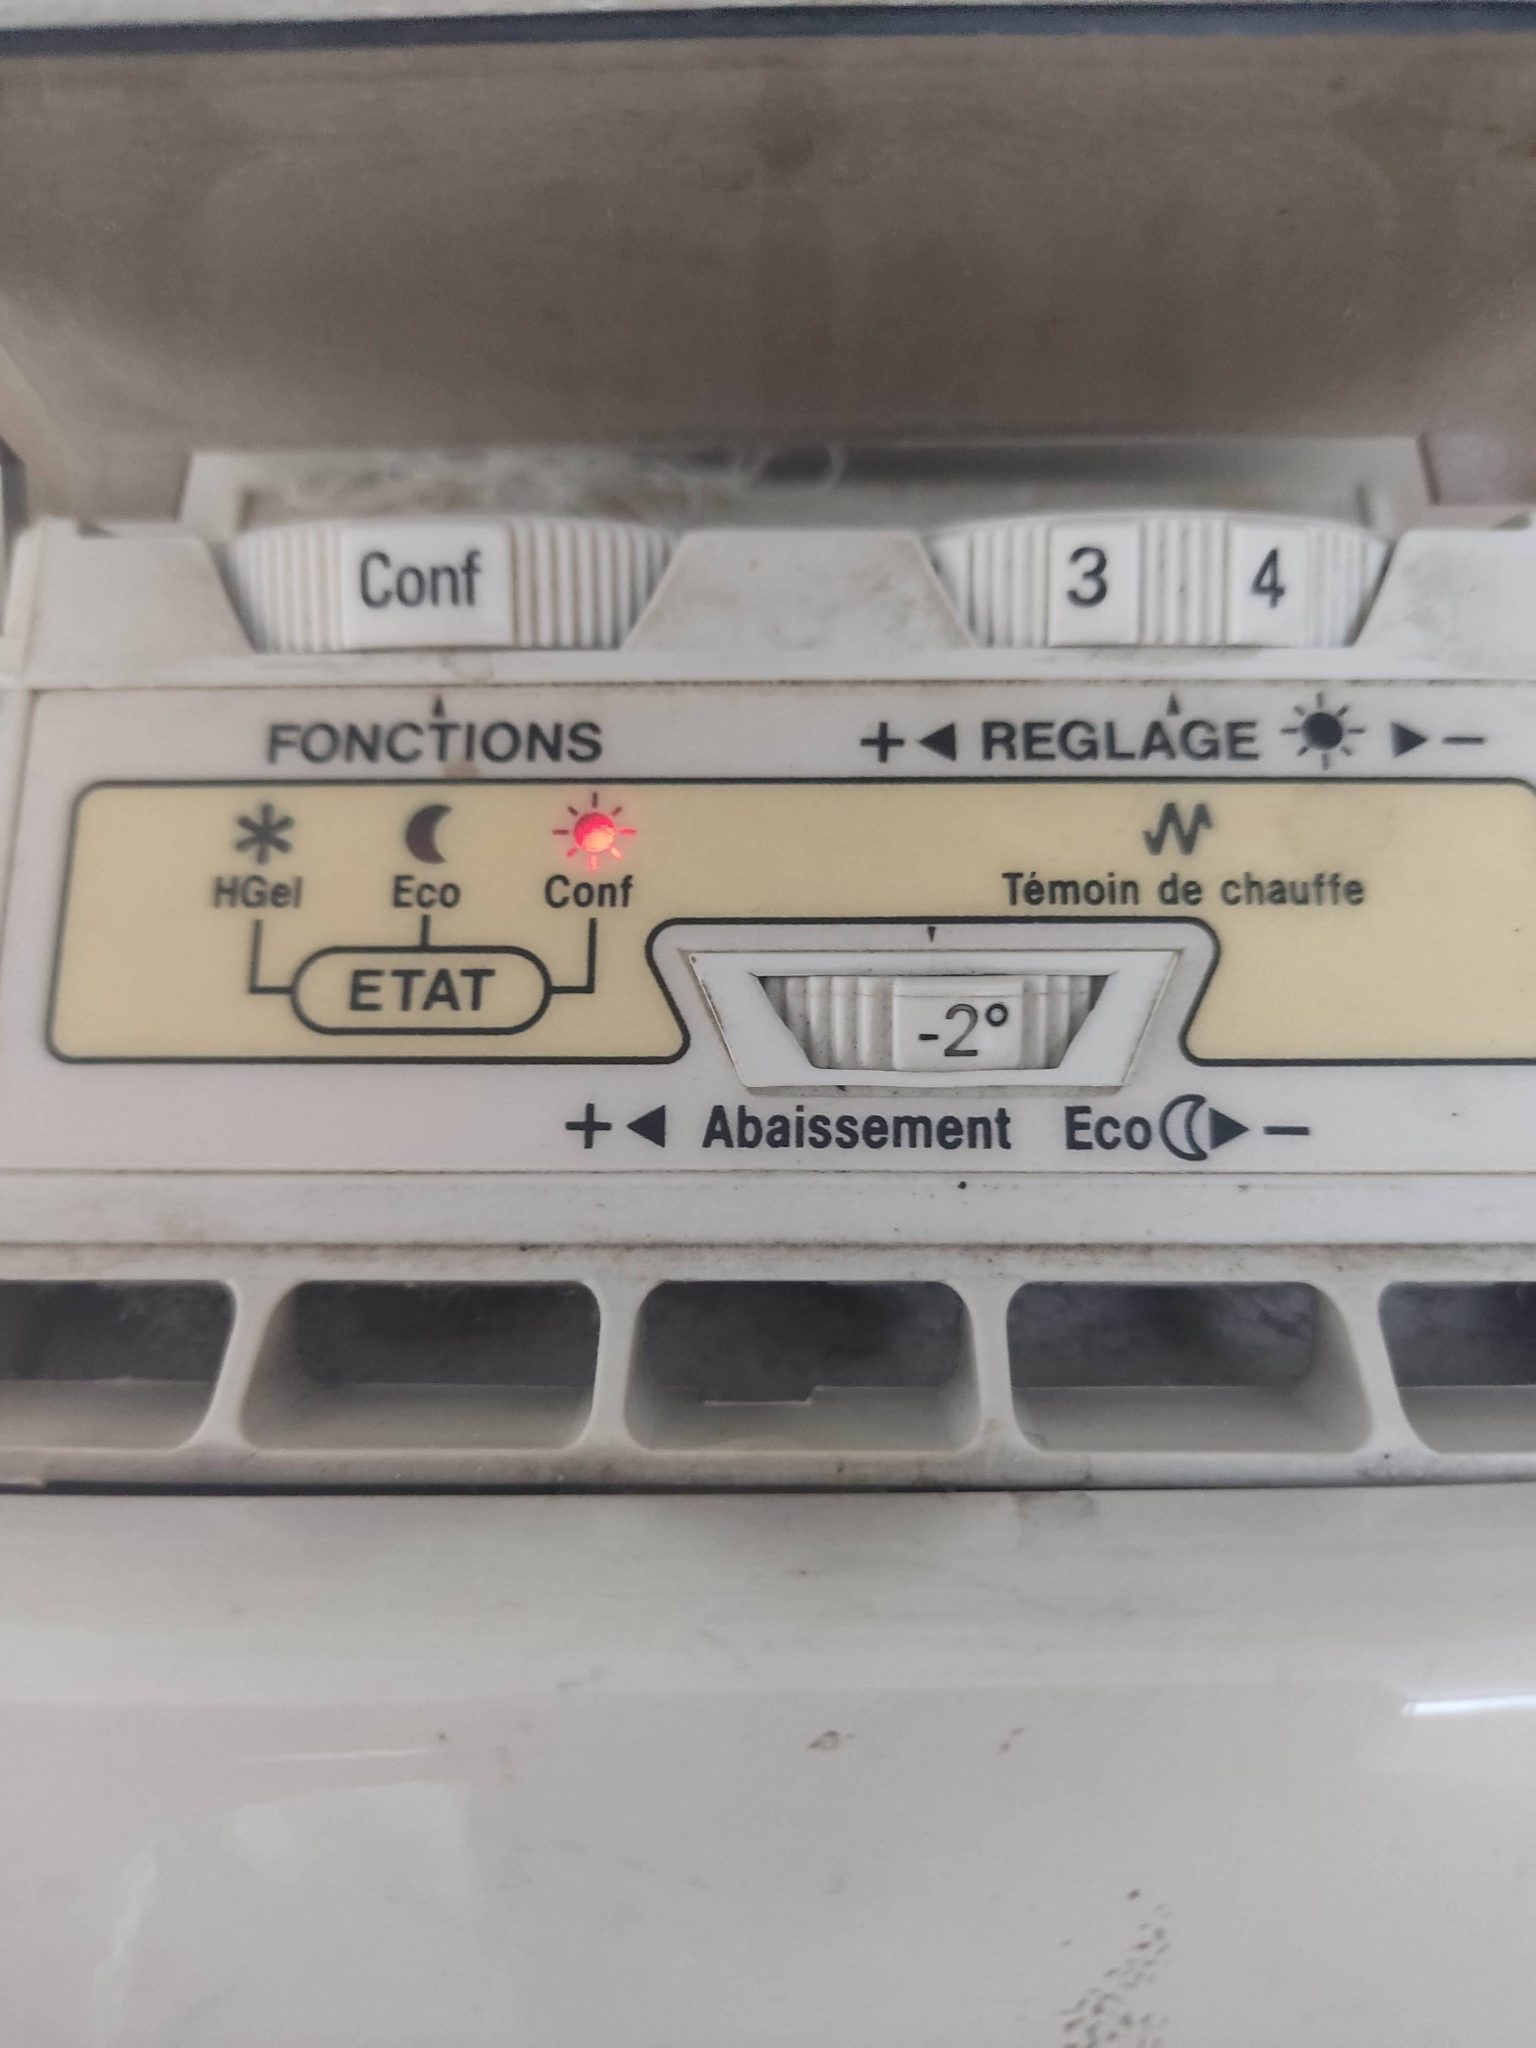 Conf 3 4
FONCTIONS + ◄ REGLAGE ► −
HGel Eco Conf Témoin de chauffe
ETAT
-2°
+ ◄ Abaissement Eco ► −